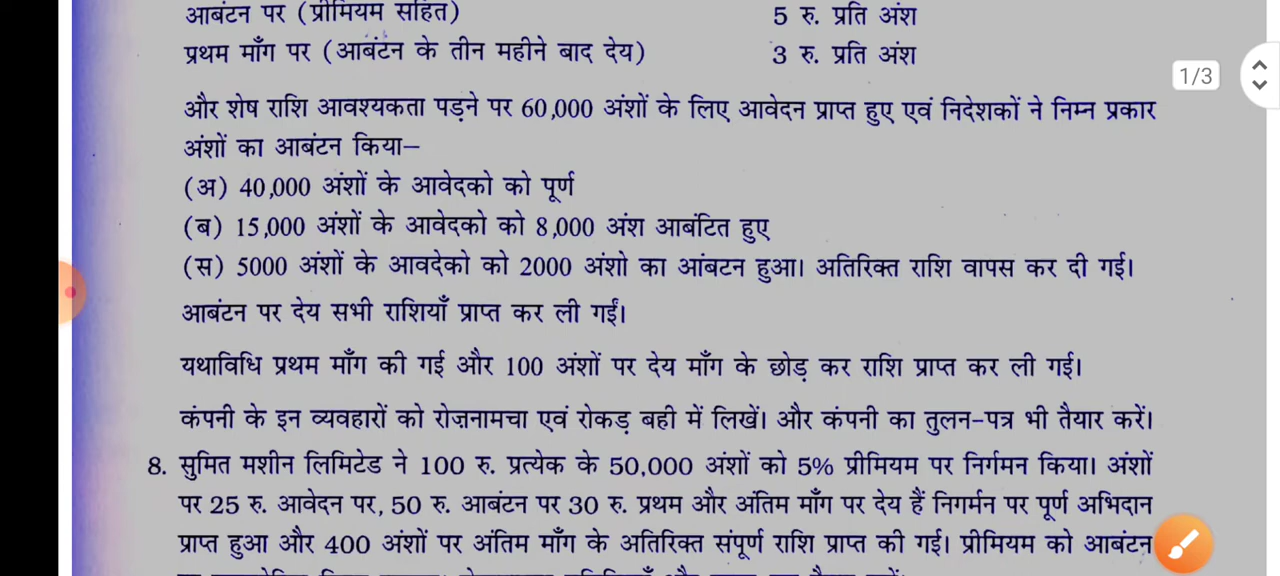 आबंटन पर (प्रीमियम सहित) 5 रु. प्रति अंश
प्रथम माँग पर (आबंटन के तीन महीने बाद देय) 3 रु. प्रति अंश
1/3
और शेष राशि आवश्यकता पड़ने पर 60,000 अंशों के लिए आवेदन प्राप्त हुए एवं निदेशकों ने निम्न प्रकार
अंशों का आबंटन किया–
(अ) 40,000 अंशों के आवेदको को पूर्ण
(ब) 15,000 अंशों के आवेदको को 8,000 अंश आबंटित हुए
(स) 5000 अंशों के आवदेको को 2000 अंशो का आंबटन हुआ। अतिरिक्त राशि वापस कर दी गई।
आबंटन पर देय सभी राशियाँ प्राप्त कर ली गईं।
यथाविधि प्रथम माँग की गई और 100 अंशों पर देय माँग के छोड़ कर राशि प्राप्त कर ली गई।
कंपनी के इन व्यवहारों को रोज़नामचा एवं रोकड़ बही में लिखें। और कंपनी का तुलन-पत्र भी तैयार करें।
8. सुमित मशीन लिमिटेड ने 100 रु. प्रत्येक के 50,000 अंशों को 5% प्रीमियम पर निर्गमन किया। अंशों
पर 25 रु. आवेदन पर, 50 रु. आबंटन पर 30 रु. प्रथम और अंतिम माँग पर देय हैं निगर्मन पर पूर्ण अभिदान
प्राप्त हुआ और 400 अंशों पर अंतिम माँग के अतिरिक्त संपूर्ण राशि प्राप्त की गई। प्रीमियम को आबंटन